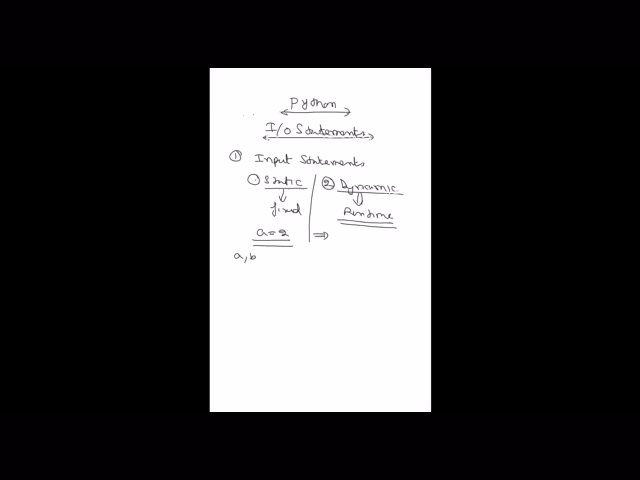 Python
I/O Statements
① Input Statements
① Static ② Dynamic
fixed Runtime
a=2 ⇒
a,b